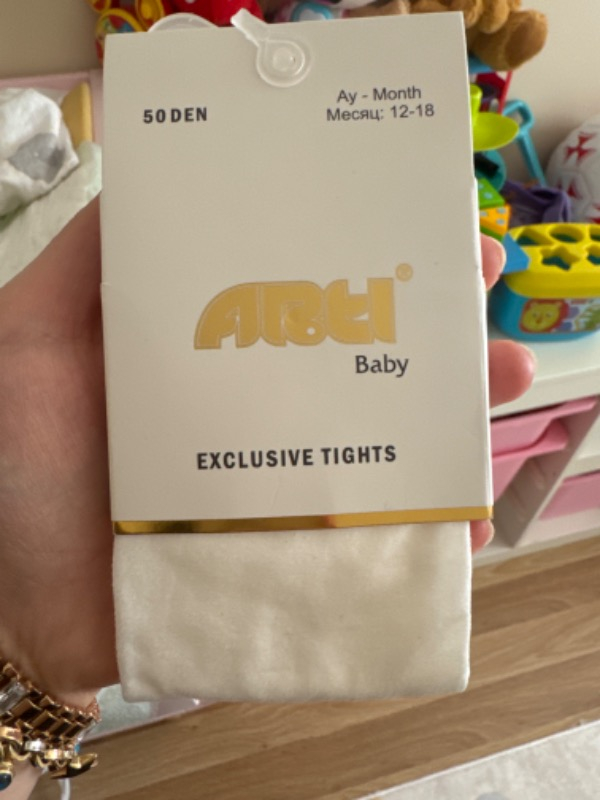 50 DEN
Ay - Month
Месяц: 12-18
ARTI®
Baby
EXCLUSIVE TIGHTS